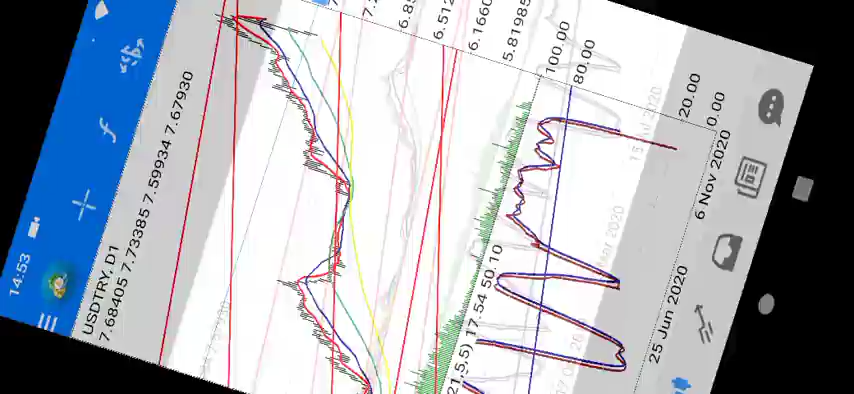 14:53
USDTRY, D1
7.68405 7.73385 7.59934 7.67930
6.512
6.1660
5.81985
21,5,5) 17.54 50.10
100.00
80.00
20.00
0.00
25 Jun 2020
6 Nov 2020